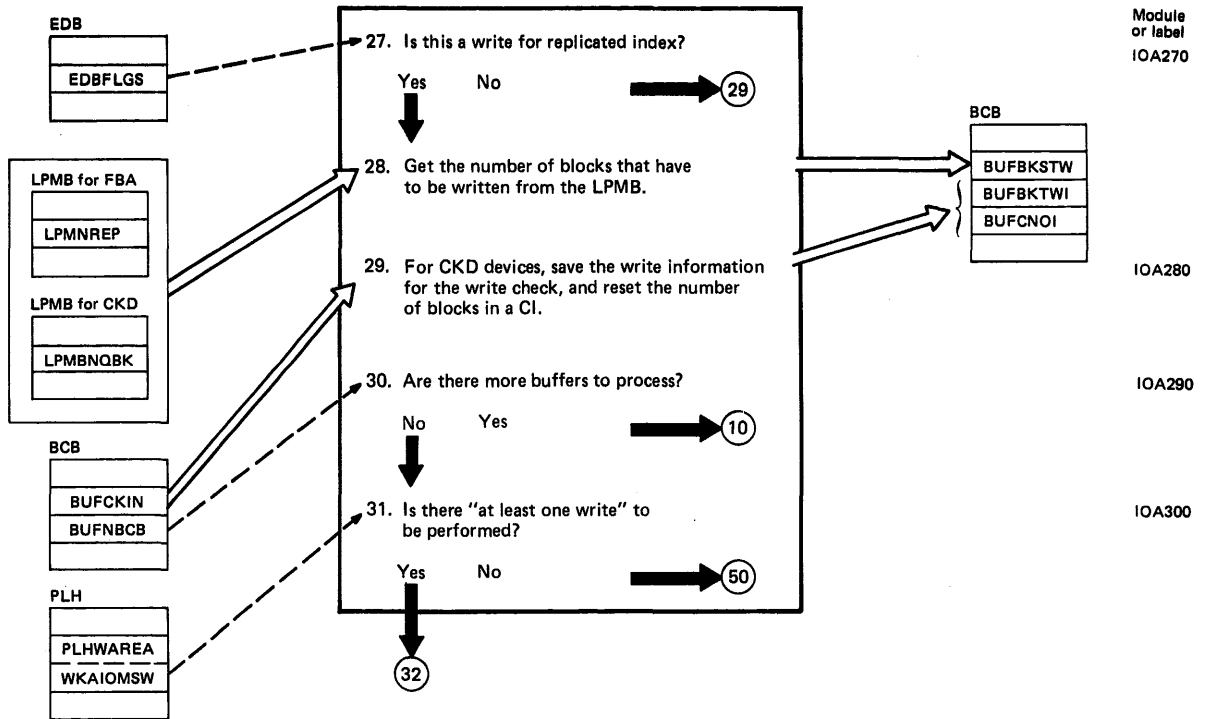 EDB
EDBFLGS
LPMB for FBA
LPMNREP
LPMB for CKD
LPMBNQBK
BCB
BUFCKIN
BUFNBCB
PLH
PLHWAREA
WKAIOMSW
27. Is this a write for replicated index?
Yes No
29
28. Get the number of blocks that have
to be written from the LPMB.
29. For CKD devices, save the write information
for the write check, and reset the number
of blocks in a CI.
30. Are there more buffers to process?
No Yes
10
31. Is there "at least one write" to
be performed?
Yes No
50
32
BCB
BUFBKSTW
BUFBKTWI
BUFCNOI
Module
or label
IOA270
IOA280
IOA290
IOA300